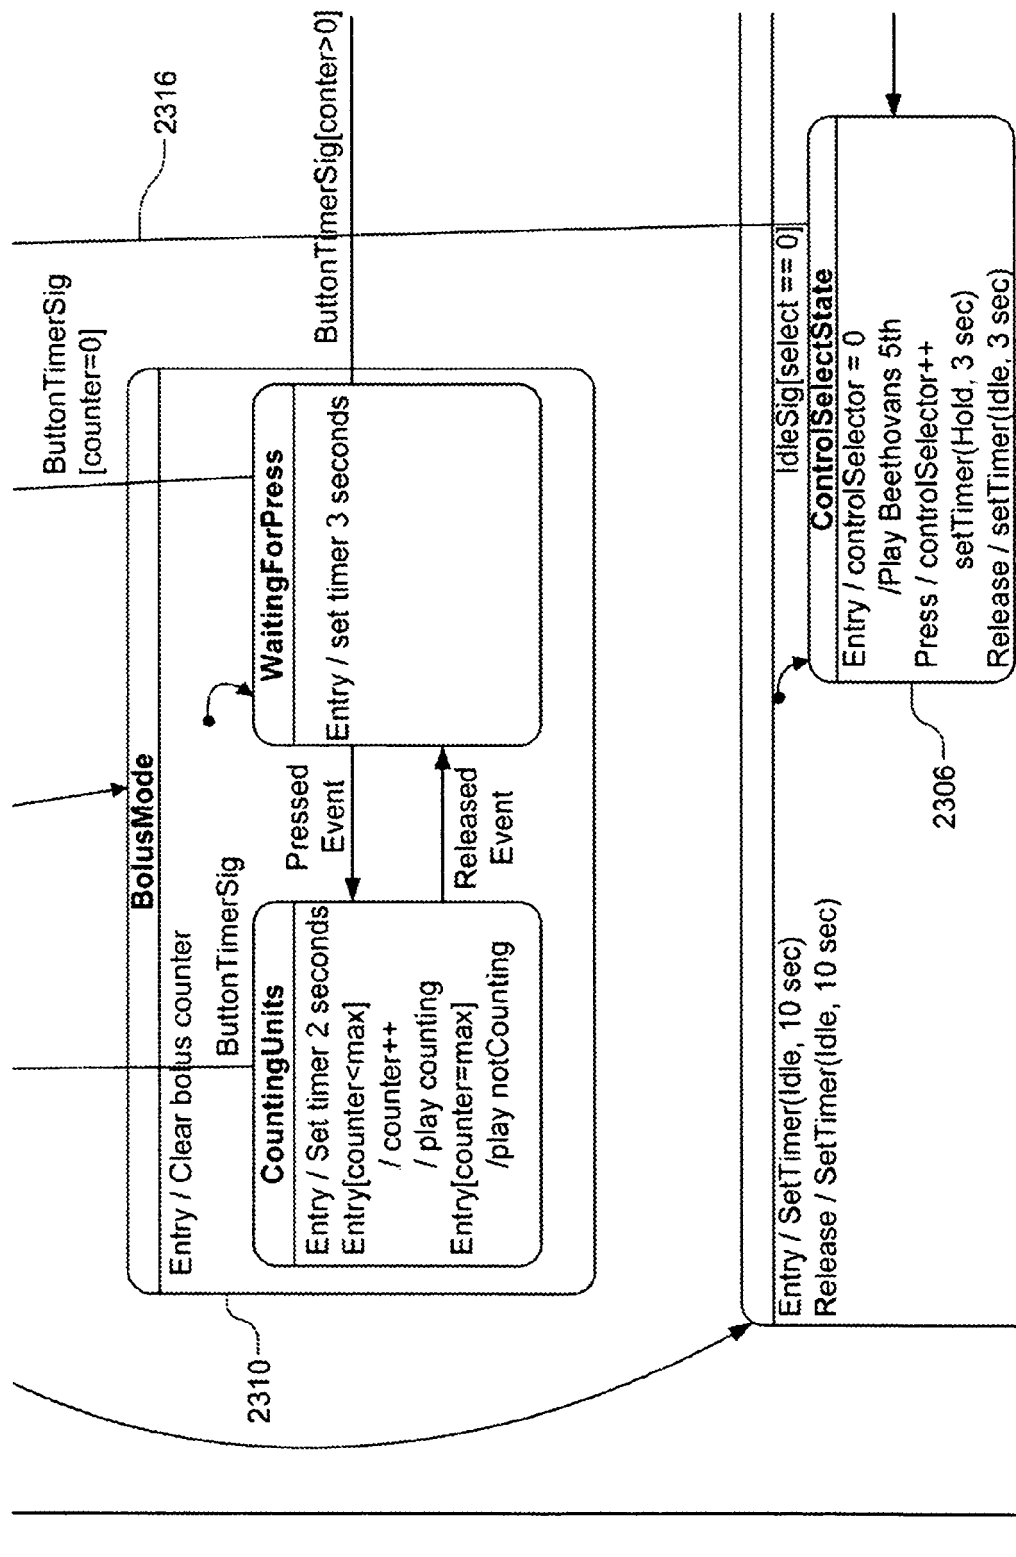 2316
ButtonTimerSig
[counter=0]
ButtonTimerSig[conter>0]
BolusMode
Entry / Clear bolus counter
ButtonTimerSig
CountingUnits
Entry / Set timer 2 seconds
Entry[counter<max]
/ counter++
/ play counting
Entry[counter=max]
/play notCounting
Pressed
Event
Released
Event
WaitingForPress
Entry / set timer 3 seconds
2310
Entry / SetTimer(Idle, 10 sec)
Release / SetTimer(Idle, 10 sec)
IdleSig[select == 0]
ControlSelectState
Entry / controlSelector = 0
/Play Beethovans 5th
Press / controlSelector++
setTimer(Hold, 3 sec)
Release / setTimer(Idle, 3 sec)
2306